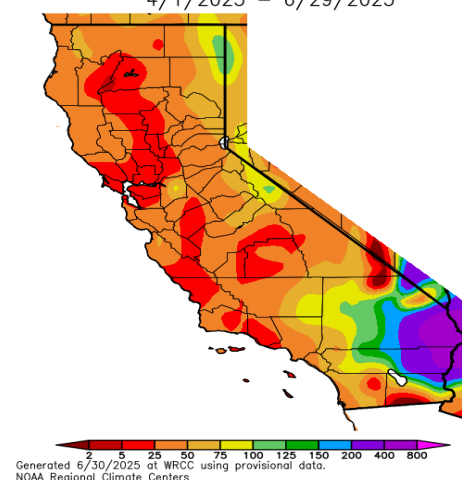 4/1/2025 – 6/29/2025
2 5 25 50 75 100 125 150 200 400 800
Generated 6/30/2025 at WRCC using provisional data.
NOAA Regional Climate Centers